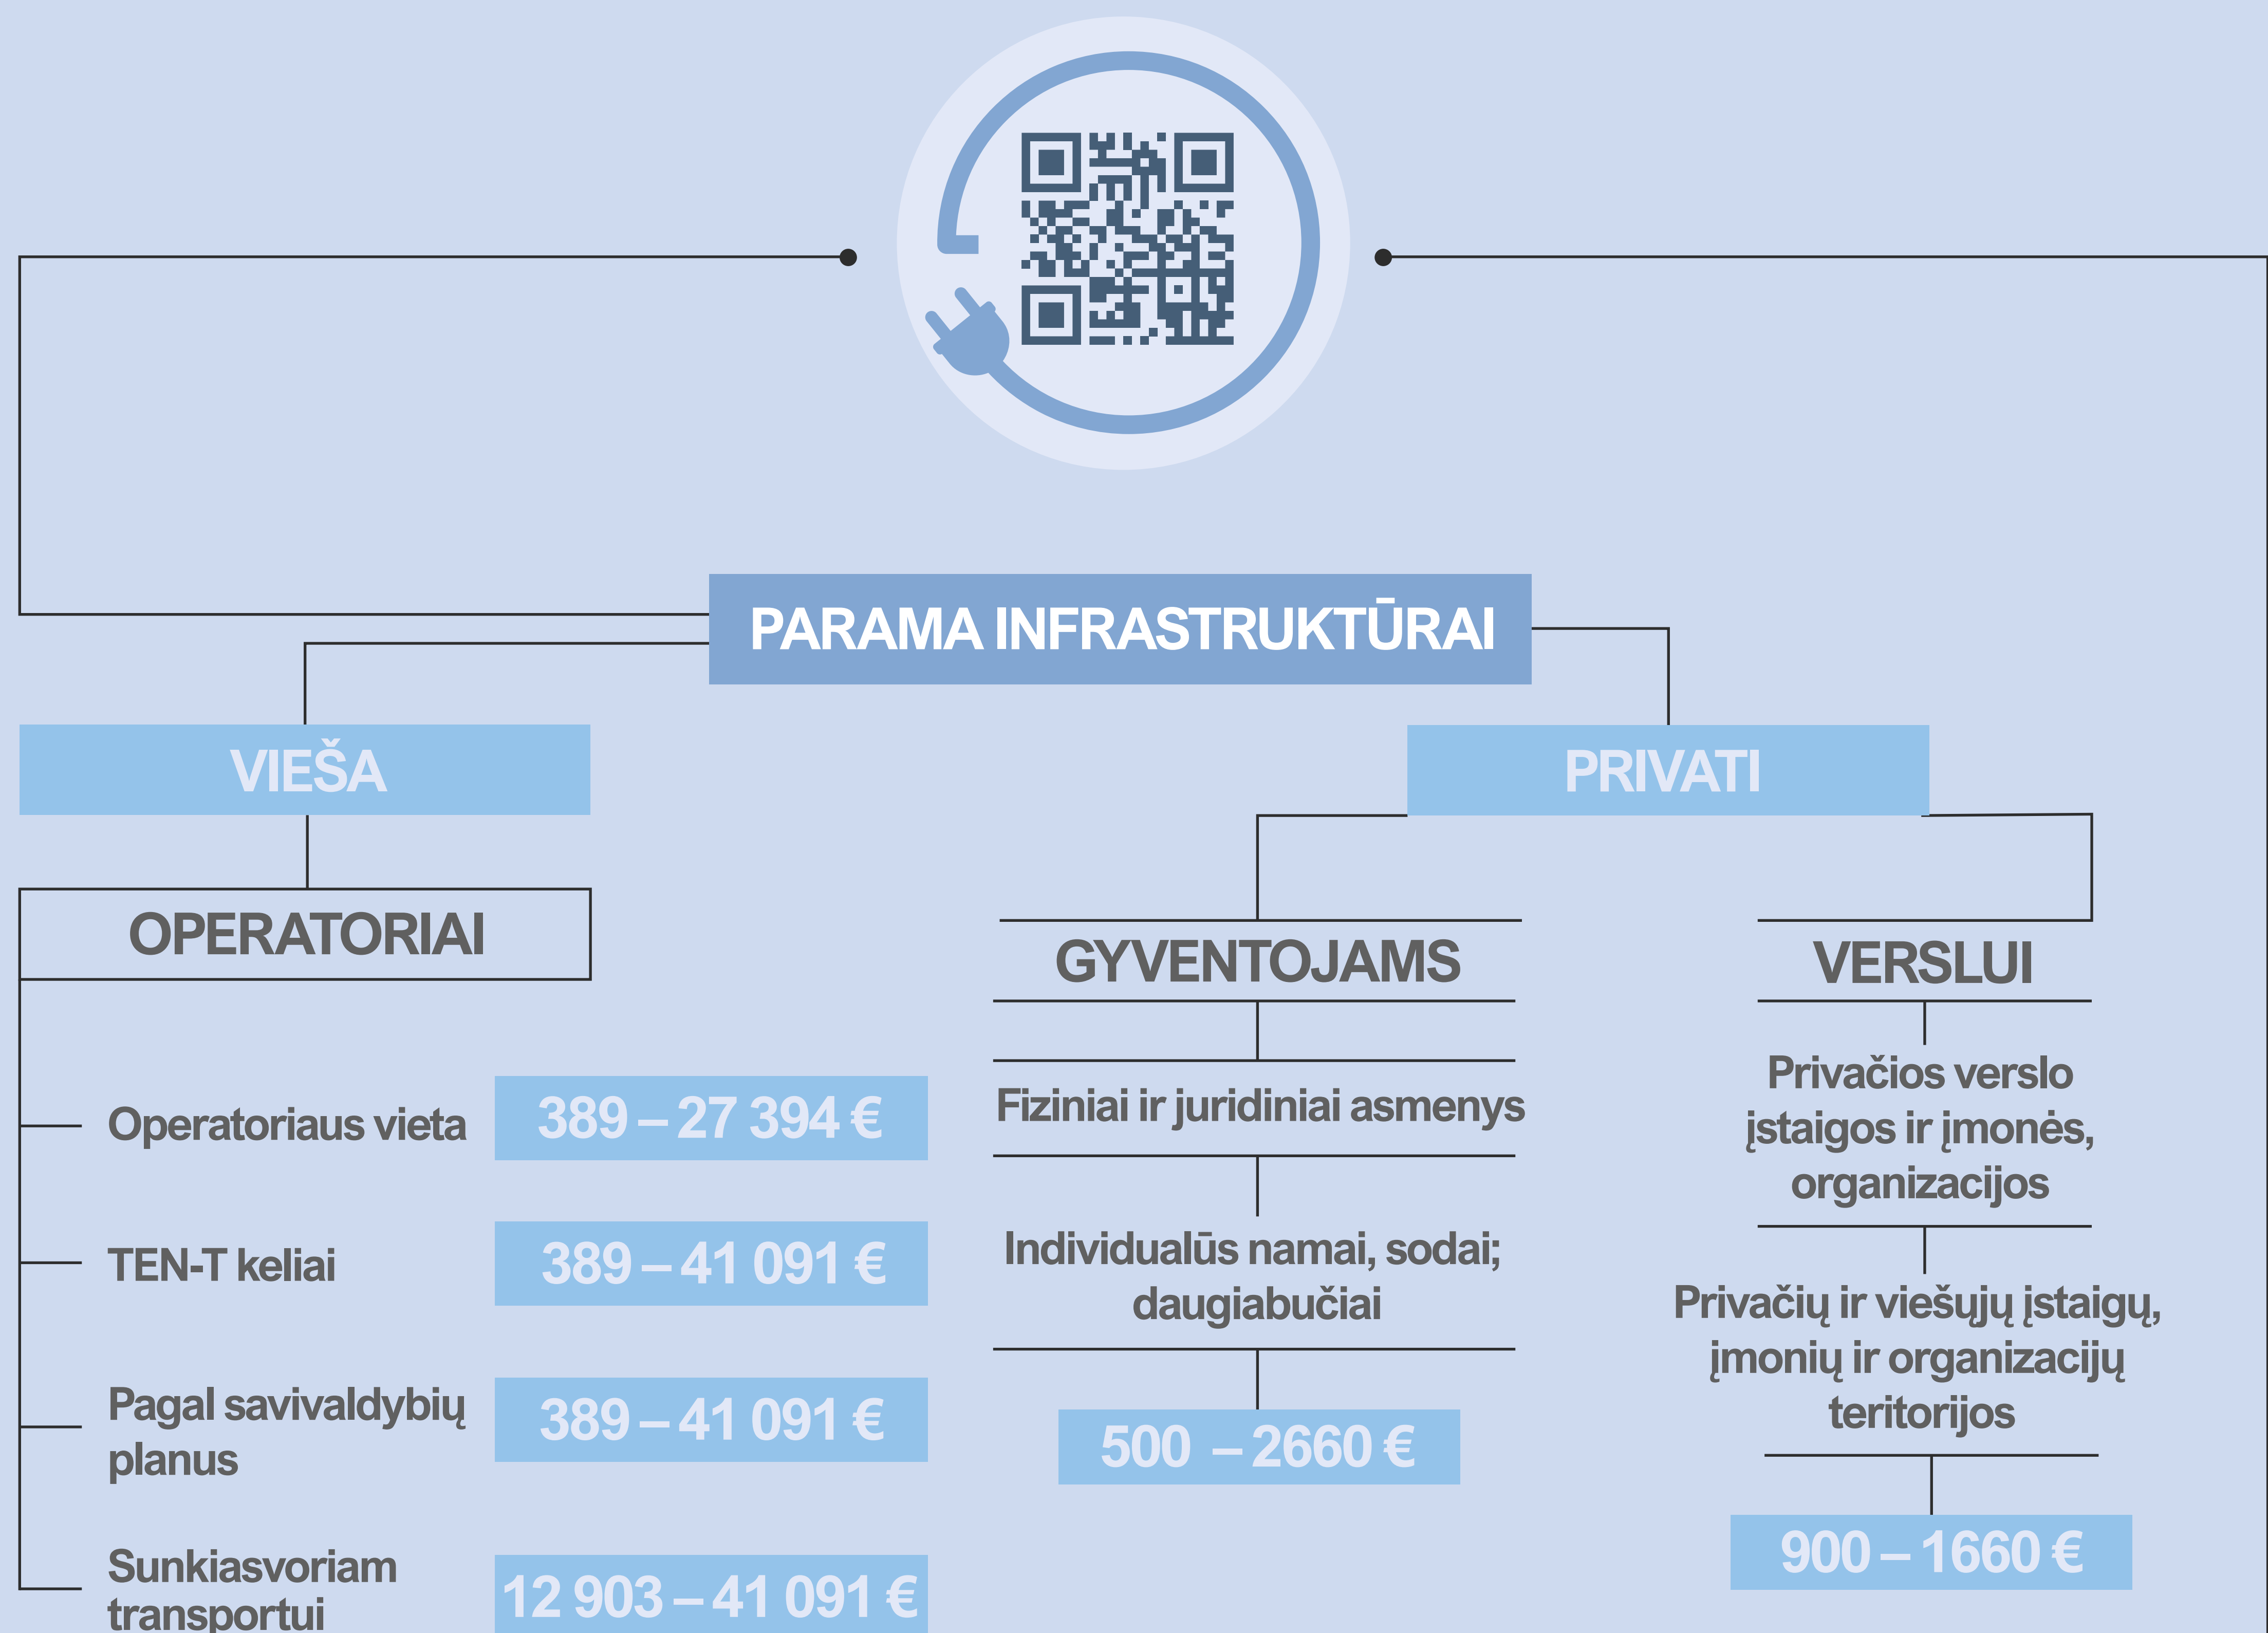 PARAMA INFRASTRUKTŪRAI
VIEŠA
OPERATORIAI
Operatoriaus vieta
389 – 27 394 €
TEN-T keliai
389 – 41 091 €
Pagal savivaldybių
planus
389 – 41 091 €
Sunkiasvoriam
transportui
12 903 – 41 091 €
PRIVATI
GYVENTOJAMS
Fiziniai ir juridiniai asmenys
Individualūs namai, sodai;
daugiabučiai
500 – 2660 €
VERSLUI
Privačios verslo
įstaigos ir įmonės,
organizacijos
Privačių ir viešųjų įstaigų,
įmonių ir organizacijų
teritorijos
900 – 1660 €